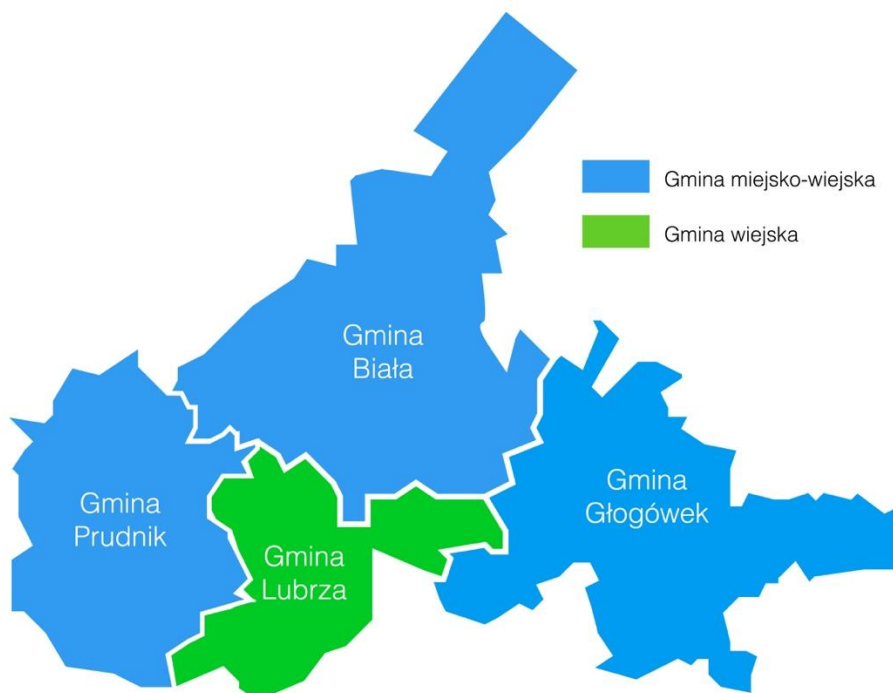 Gmina miejsko-wiejska
Gmina wiejska
Gmina
Biała
Gmina
Prudnik
Gmina
Lubrza
Gmina
Głogówek